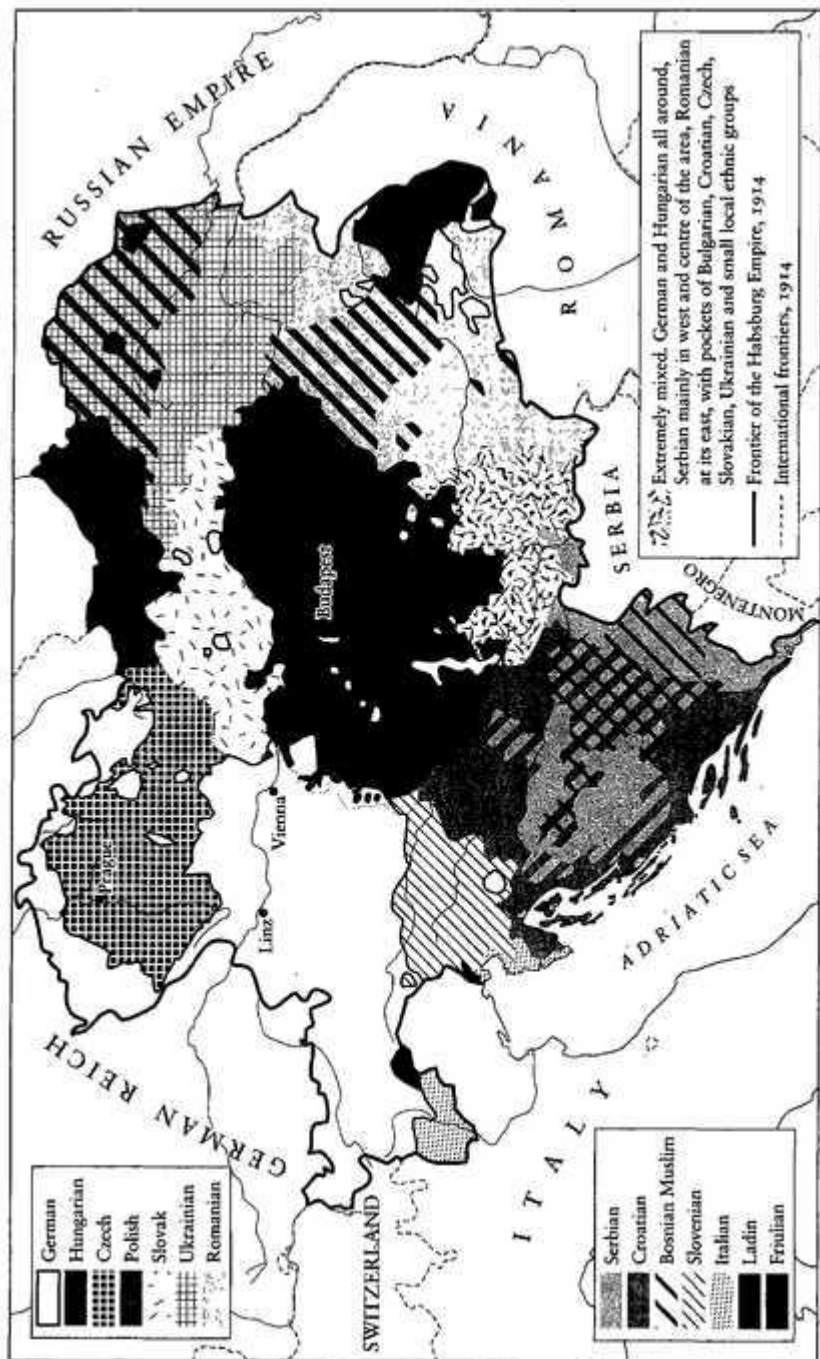 German
Hungarian
Czech
Polish
Slovak
Ukrainian
Romanian
GERMAN REICH
RUSSIAN EMPIRE
Prague
Linz
Vienna
Budapest
SWITZERLAND
ITALY
ADRIATIC SEA
ROMANIA
SERBIA
MONTENEGRO
Serbian
Croatian
Bosnian Muslim
Slovenian
Italian
Ladin
Friulian
Extremely mixed. German and Hungarian all around,
Serbian mainly in west and centre of the area, Romanian
at its east, with pockets of Bulgarian, Croatian, Czech,
Slovakian, Ukrainian and small local ethnic groups
Frontier of the Habsburg Empire, 1914
International frontiers, 1914